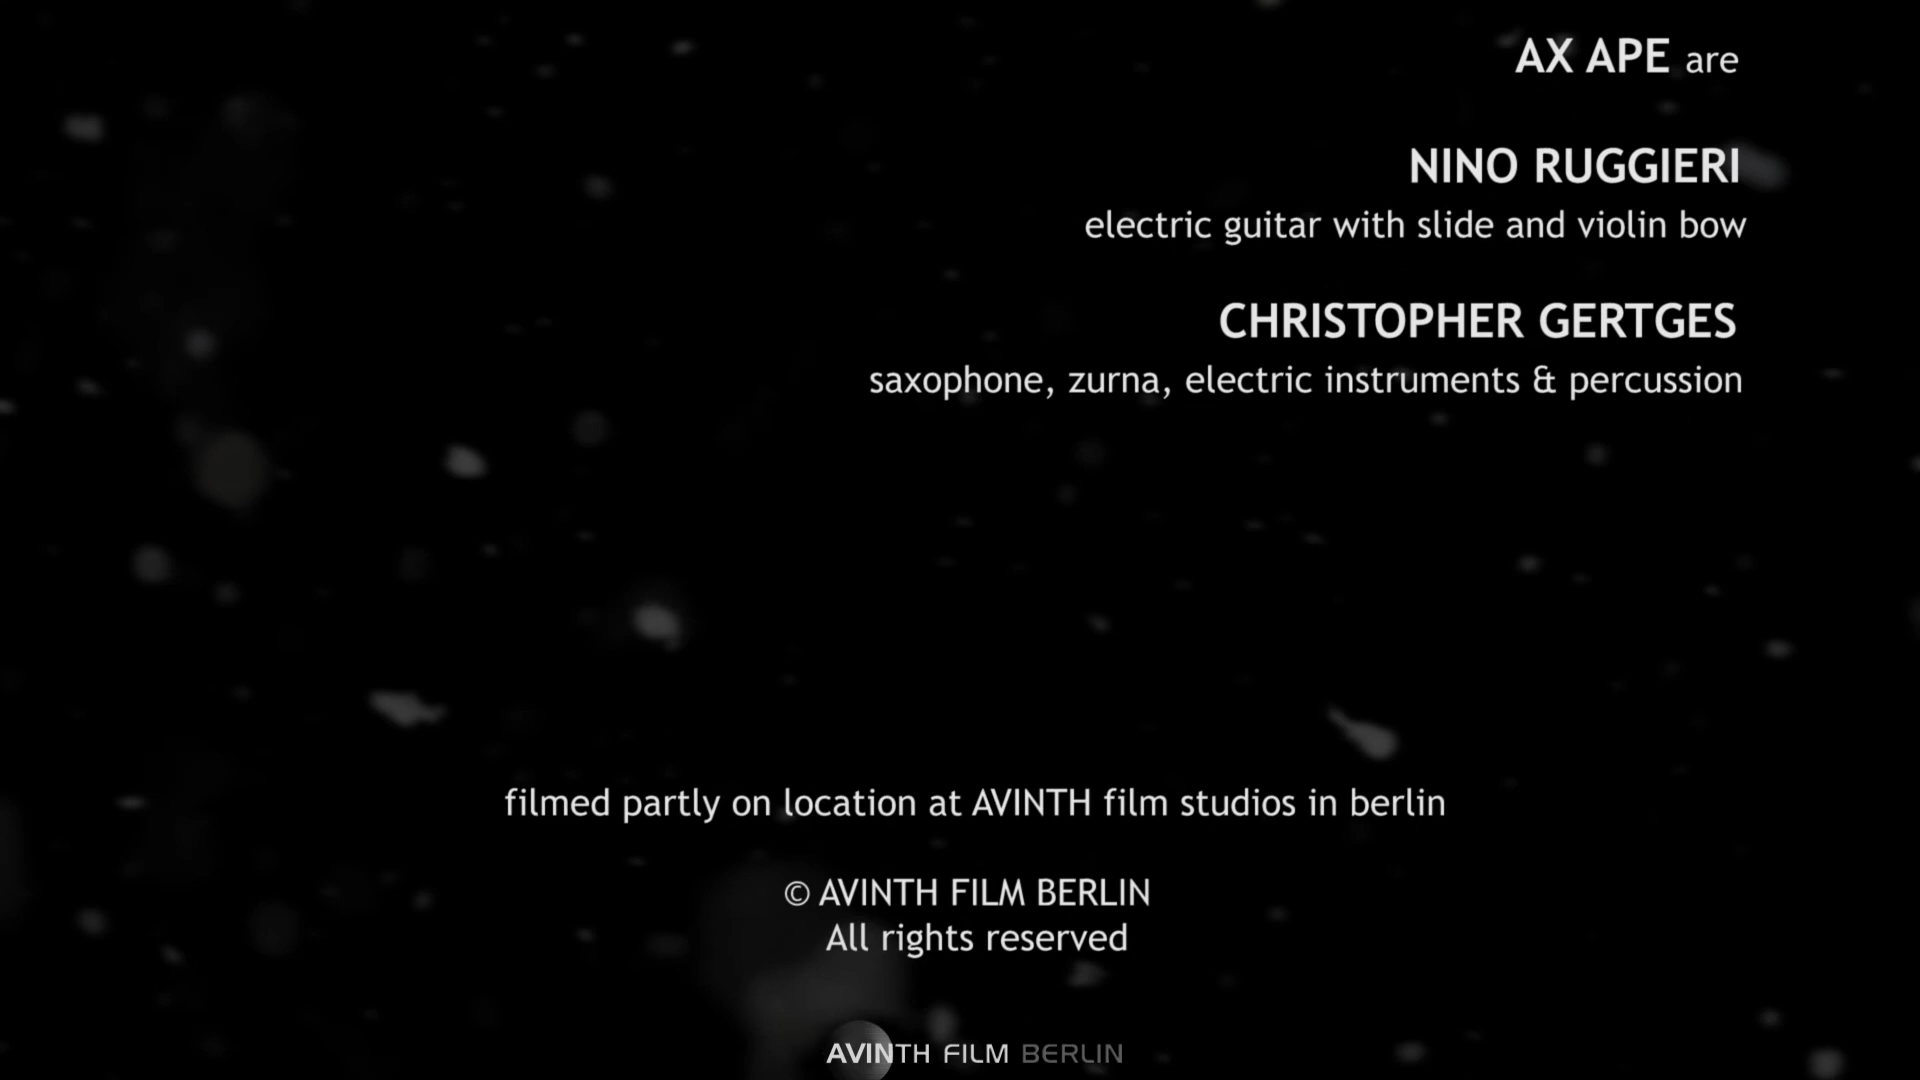 AX APE are
NINO RUGGIERI
electric guitar with slide and violin bow
CHRISTOPHER GERTGES
saxophone, zurna, electric instruments & percussion
filmed partly on location at AVINTH film studios in berlin
© AVINTH FILM BERLIN
All rights reserved
AVINTH FILM BERLIN